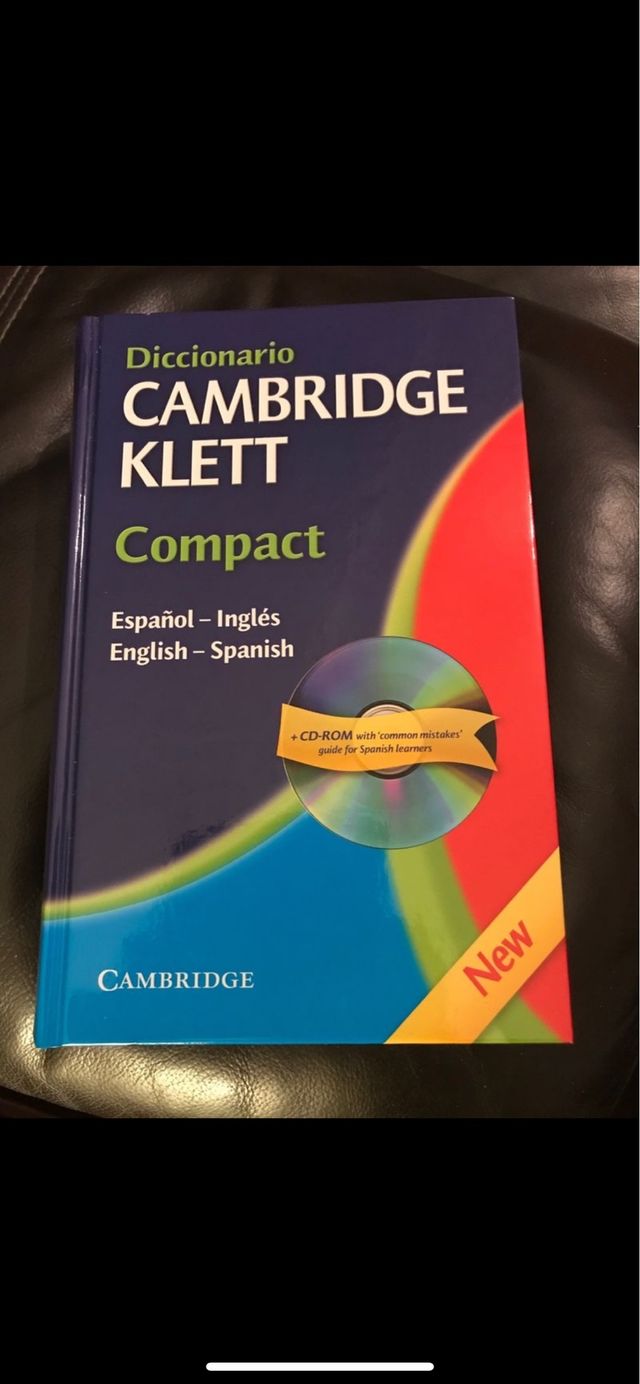 Diccionario
CAMBRIDGE
KLETT
Compact
Español – Inglés
English – Spanish
+ CD-ROM with 'common mistakes'
guide for Spanish learners
New
CAMBRIDGE